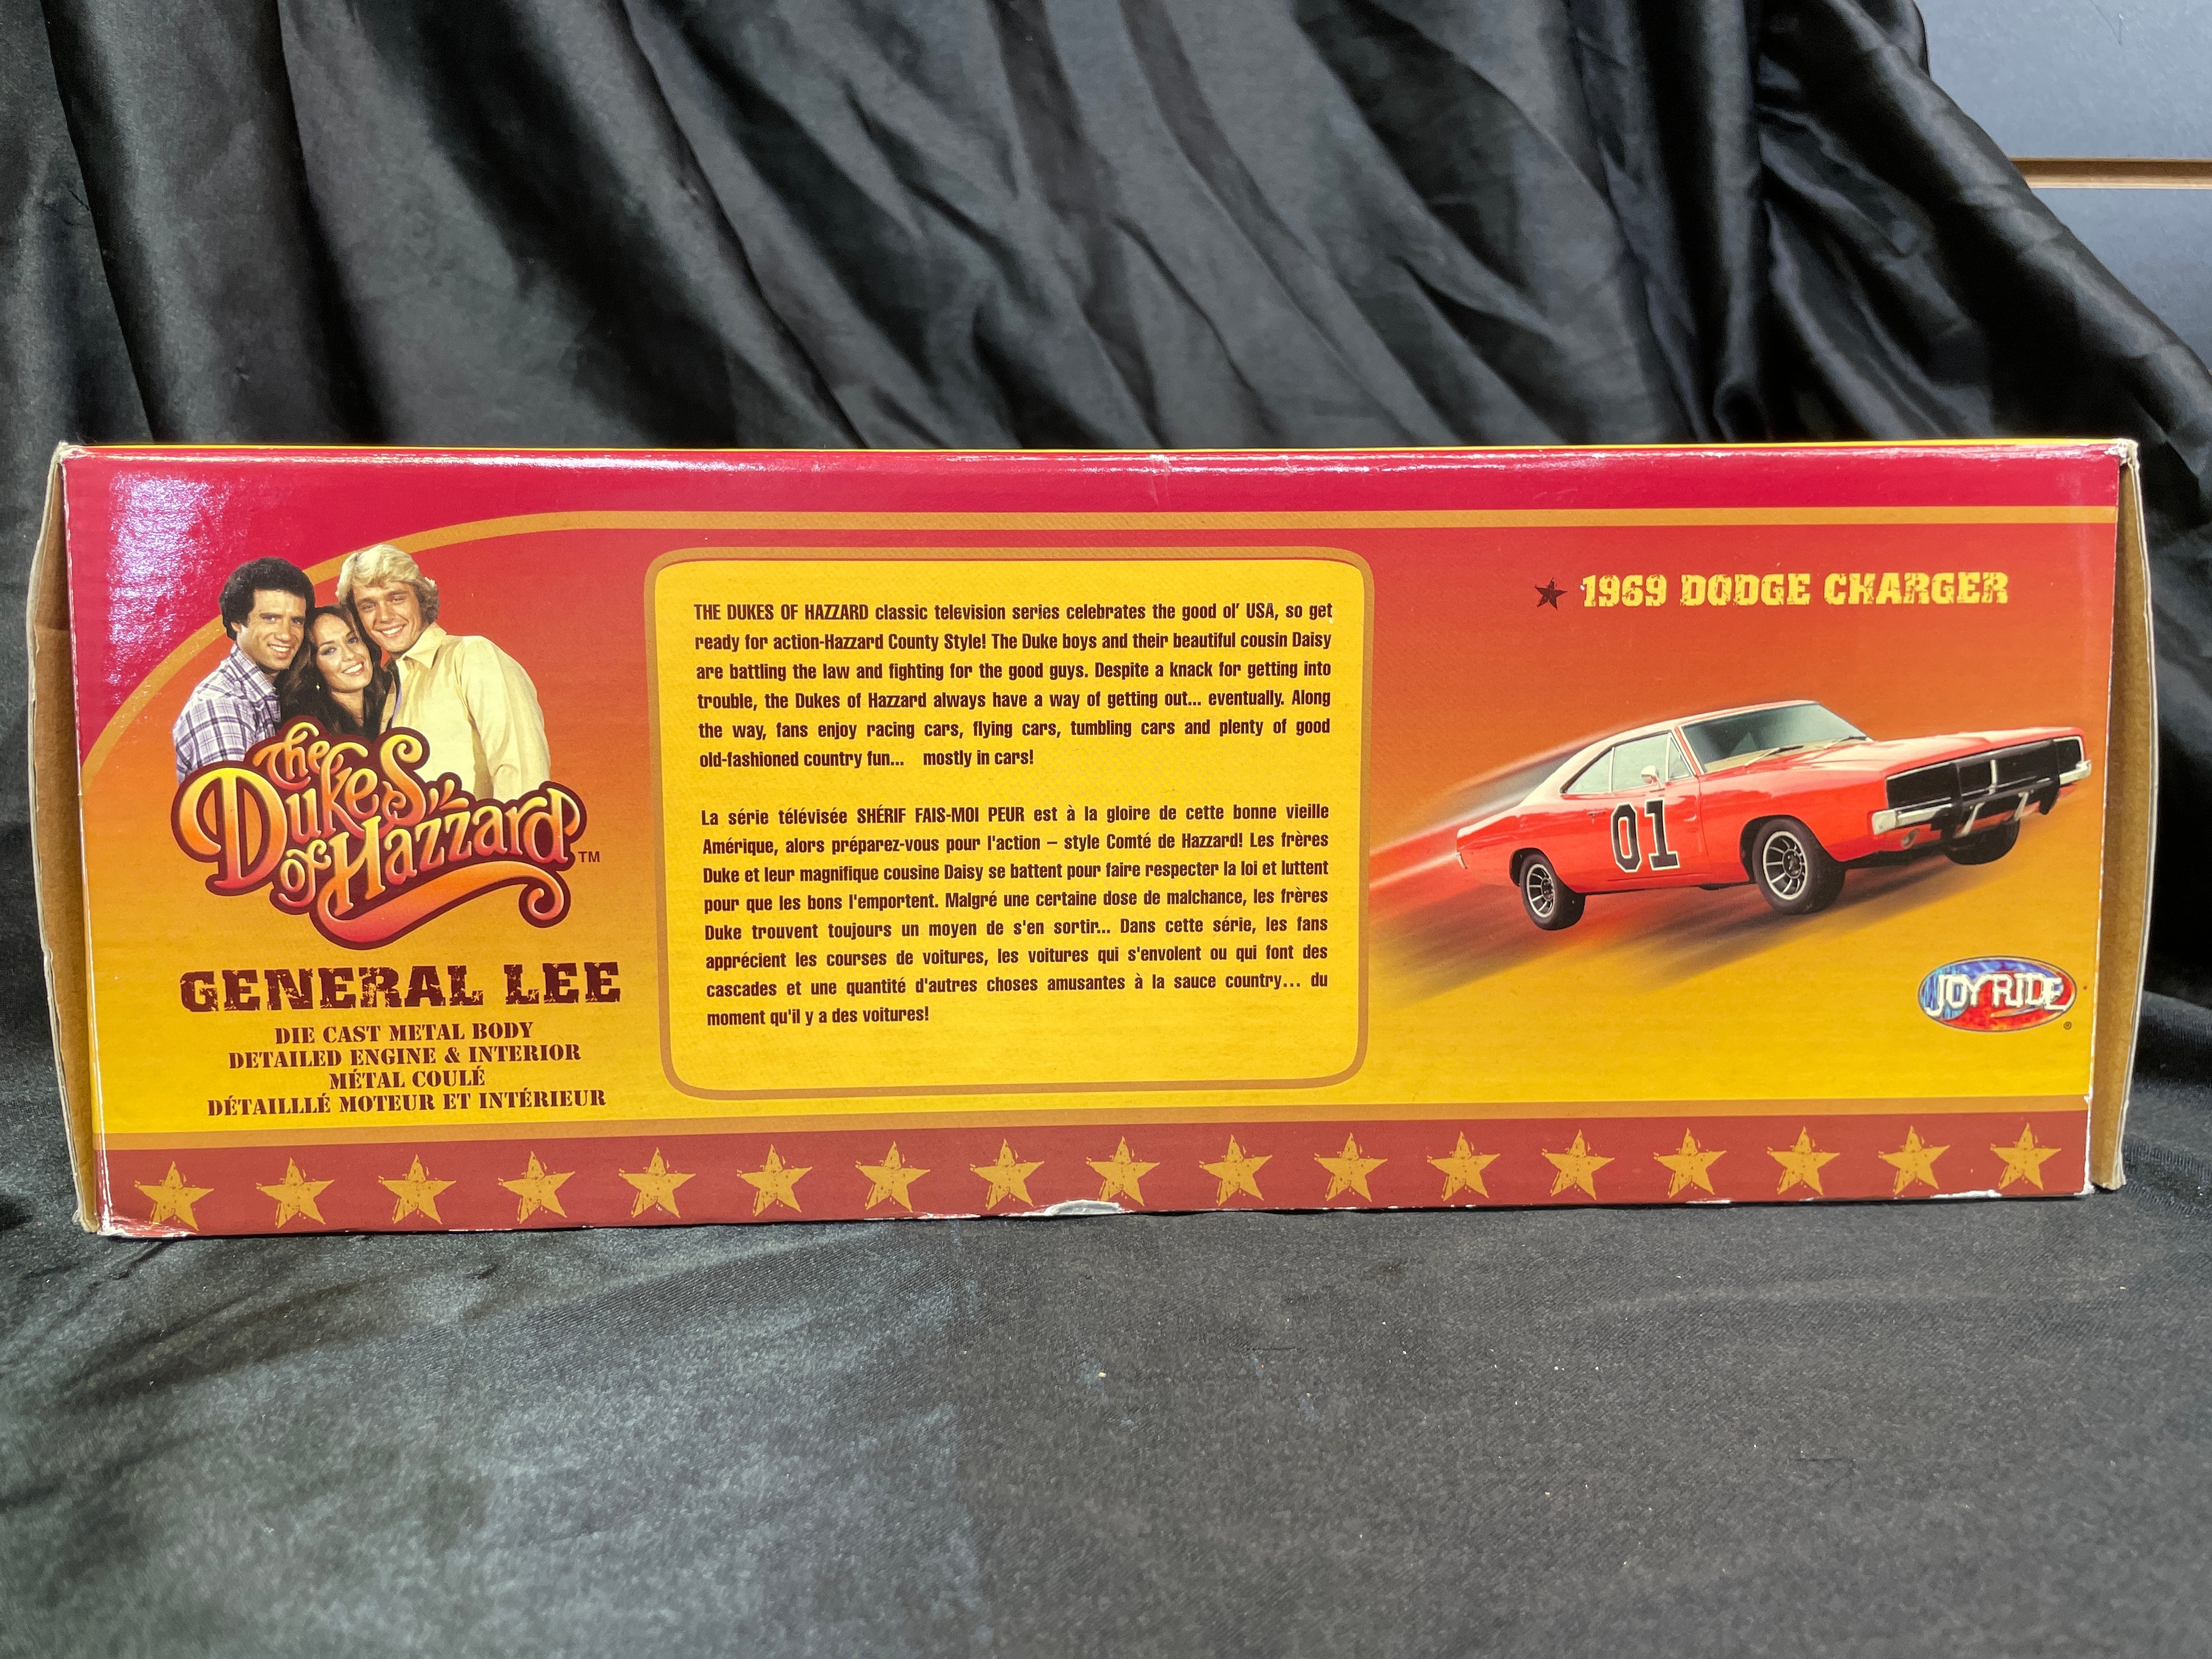 The
Dukes
of Hazzard™
GENERAL LEE
DIE CAST METAL BODY
DETAILED ENGINE & INTERIOR
MÉTAL COULÉ
DÉTAILLLÉ MOTEUR ET INTÉRIEUR
THE DUKES OF HAZZARD classic television series celebrates the good ol' USA, so get
ready for action-Hazzard County Style! The Duke boys and their beautiful cousin Daisy
are battling the law and fighting for the good guys. Despite a knack for getting into
trouble, the Dukes of Hazzard always have a way of getting out... eventually. Along
the way, fans enjoy racing cars, flying cars, tumbling cars and plenty of good
old-fashioned country fun... mostly in cars!
La série télévisée SHÉRIF FAIS-MOI PEUR est à la gloire de cette bonne vieille
Amérique, alors préparez-vous pour l'action – style Comté de Hazzard! Les frères
Duke et leur magnifique cousine Daisy se battent pour faire respecter la loi et luttent
pour que les bons l'emportent. Malgré une certaine dose de malchance, les frères
Duke trouvent toujours un moyen de s'en sortir... Dans cette série, les fans
apprécient les courses de voitures, les voitures qui s'envolent ou qui font des
cascades et une quantité d'autres choses amusantes à la sauce country... du
moment qu'il y a des voitures!
1969 DODGE CHARGER
01
JOY RIDE®